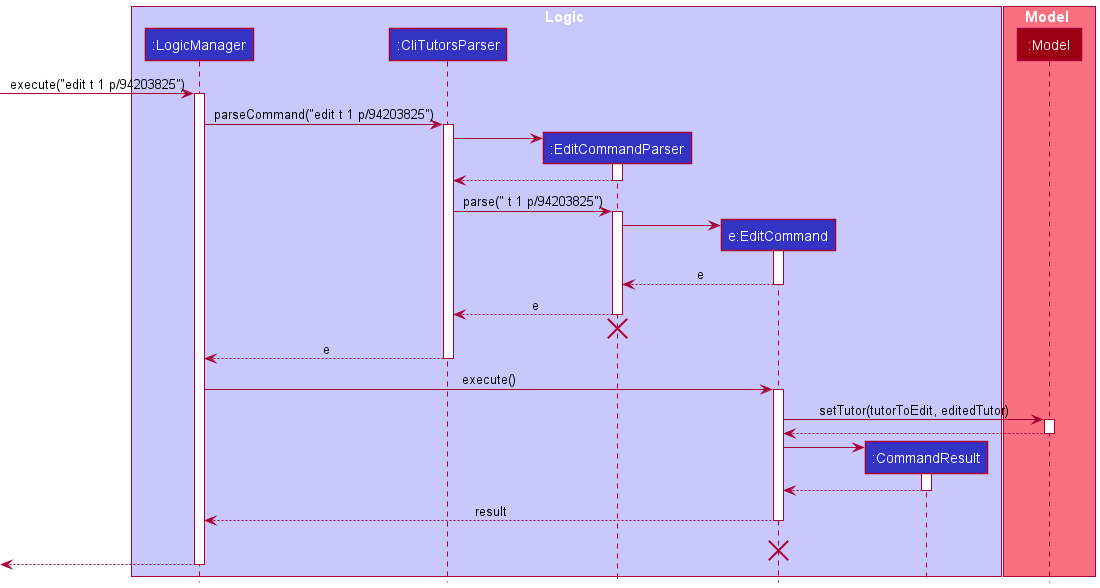 Logic
Model
:LogicManager
:CliTutorsParser
:Model
execute("edit t 1 p/94203825")
parseCommand("edit t 1 p/94203825")
:EditCommandParser
parse(" t 1 p/94203825")
e:EditCommand
e
e
e
execute()
setTutor(tutorToEdit, editedTutor)
:CommandResult
result